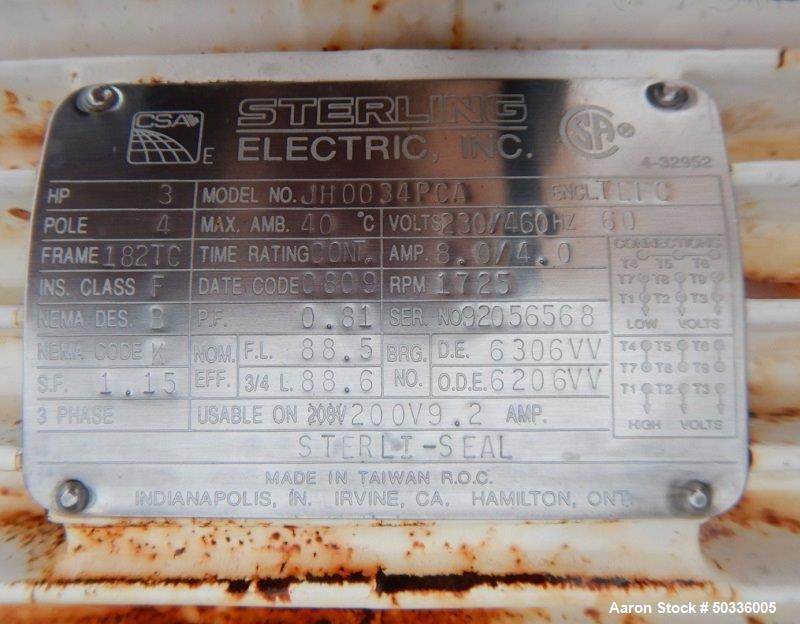 CSA E STERLING ELECTRIC, INC. CSA ®
4-32952
HP 3 MODEL NO. JH0034PCA ENCL. TEFC
POLE 4 MAX. AMB. 40 °C VOLTS 230/460 HZ 60
FRAME 182TC TIME RATING CONT. AMP. 8.0/4.0
INS. CLASS F DATE CODE 0809 RPM 1725
NEMA DES. B P.F. 0.81 SER. NO. 92056568
NEMA CODE K NOM. EFF. F.L. 88.5 BRG. NO. D.E. 6306VV
S.F. 1.15 3/4 L. 88.6 O.D.E. 6206VV
3 PHASE USABLE ON 208V 200V 9.2 AMP.
CONNECTIONS
T4 T5 T6
T7 T8 T9
T1 T2 T3
LOW VOLTS
T4 T5 T6
T7 T8 T9
T1 T2 T3
HIGH VOLTS
STERLI-SEAL
MADE IN TAIWAN R.O.C.
INDIANAPOLIS, IN. IRVINE, CA. HAMILTON, ONT.
Aaron Stock # 50336005